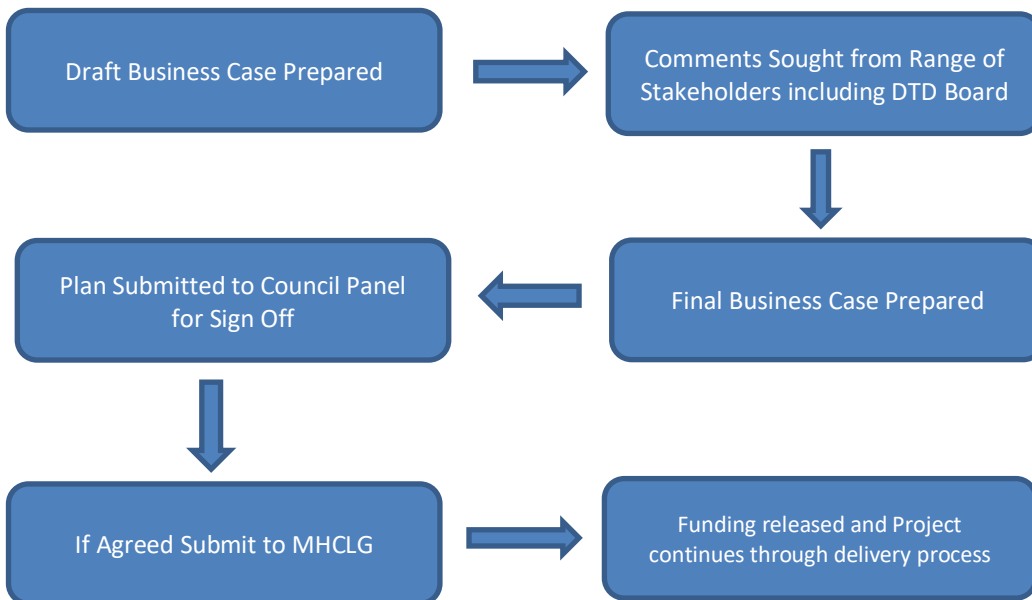 Draft Business Case Prepared
Comments Sought from Range of
Stakeholders including DTD Board
Final Business Case Prepared
Plan Submitted to Council Panel
for Sign Off
If Agreed Submit to MHCLG
Funding released and Project
continues through delivery process